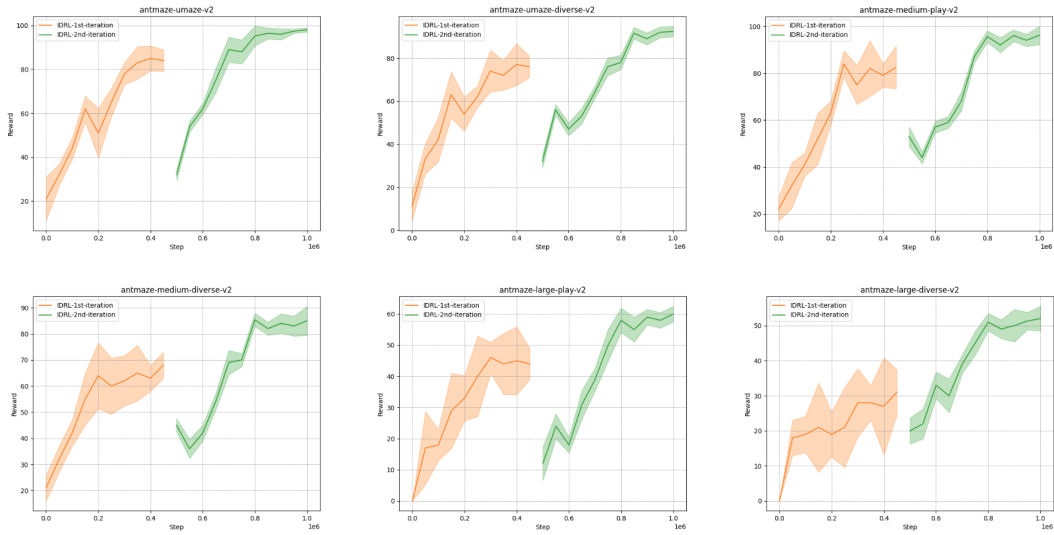 antmaze-umaze-v2
IDRL-1st-iteration
IDRL-2nd-iteration
100
80
60
40
20
Reward
0.0 0.2 0.4 0.6 0.8 1.0
Step
1e6
antmaze-umaze-diverse-v2
IDRL-1st-iteration
IDRL-2nd-iteration
100
80
60
40
20
0
Reward
0.0 0.2 0.4 0.6 0.8 1.0
Step
1e6
antmaze-medium-play-v2
IDRL-1st-iteration
IDRL-2nd-iteration
100
80
60
40
20
Reward
0.0 0.2 0.4 0.6 0.8 1.0
Step
1e6
antmaze-medium-diverse-v2
IDRL-1st-iteration
IDRL-2nd-iteration
90
80
70
60
50
40
30
20
Reward
0.0 0.2 0.4 0.6 0.8 1.0
Step
1e6
antmaze-large-play-v2
IDRL-1st-iteration
IDRL-2nd-iteration
60
50
40
30
20
10
0
Reward
0.0 0.2 0.4 0.6 0.8 1.0
Step
1e6
antmaze-large-diverse-v2
IDRL-1st-iteration
IDRL-2nd-iteration
50
40
30
20
10
0
Reward
0.0 0.2 0.4 0.6 0.8 1.0
Step
1e6